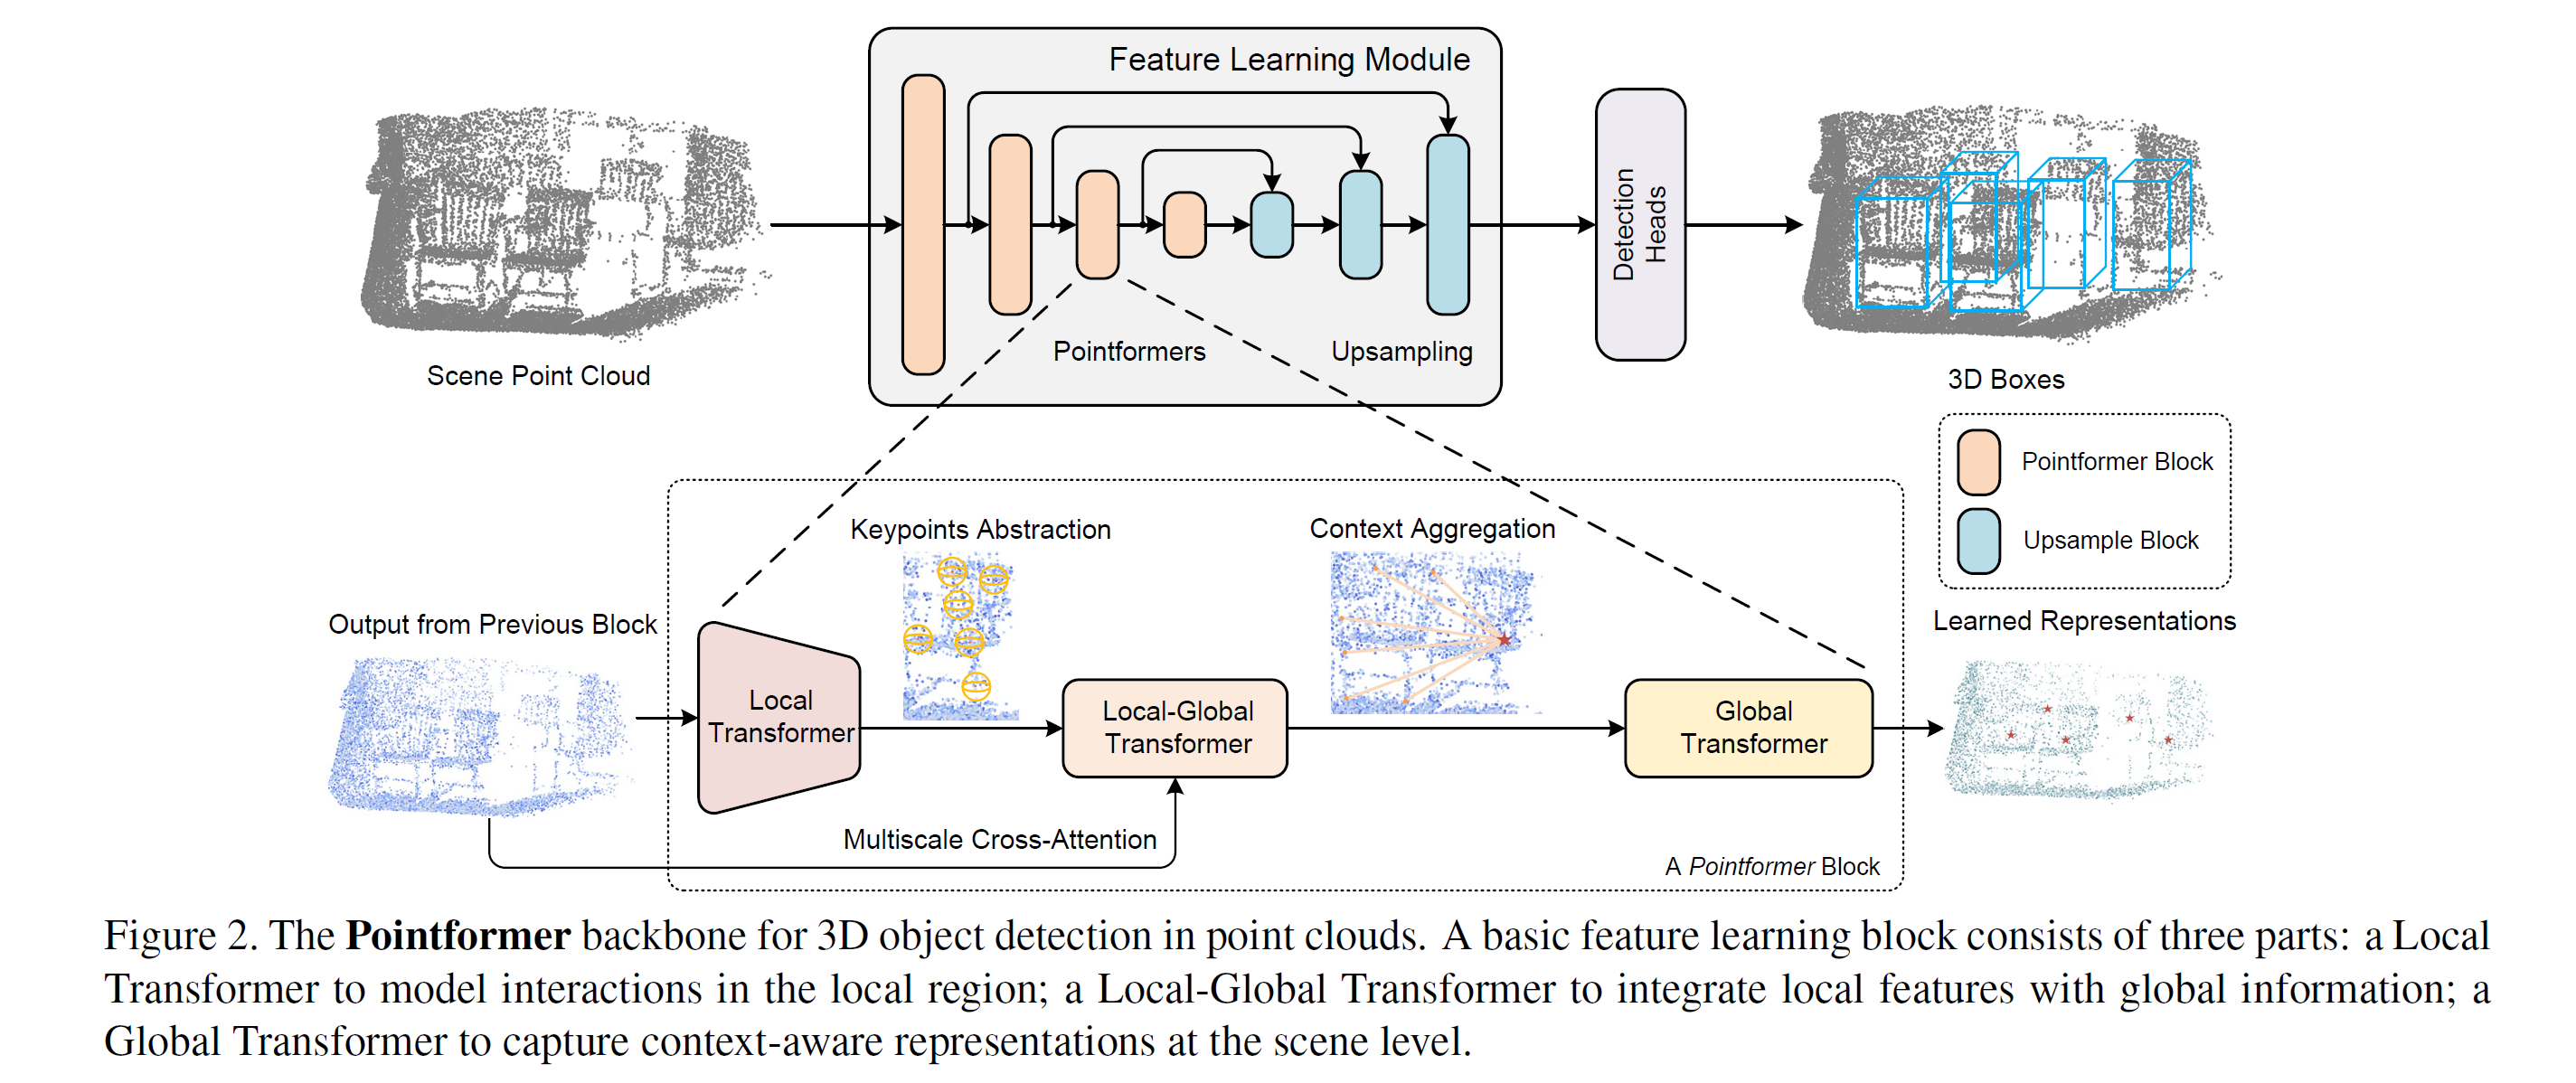 Feature Learning Module
Detection
Heads
Pointformers
Upsampling
Scene Point Cloud
3D Boxes
Pointformer Block
Upsample Block
Keypoints Abstraction
Context Aggregation
Output from Previous Block
Learned Representations
Local
Transformer
Local-Global
Transformer
Global
Transformer
Multiscale Cross-Attention
A Pointformer Block
Figure 2. The Pointformer backbone for 3D object detection in point clouds. A basic feature learning block consists of three parts: a Local
Transformer to model interactions in the local region; a Local-Global Transformer to integrate local features with global information; a
Global Transformer to capture context-aware representations at the scene level.